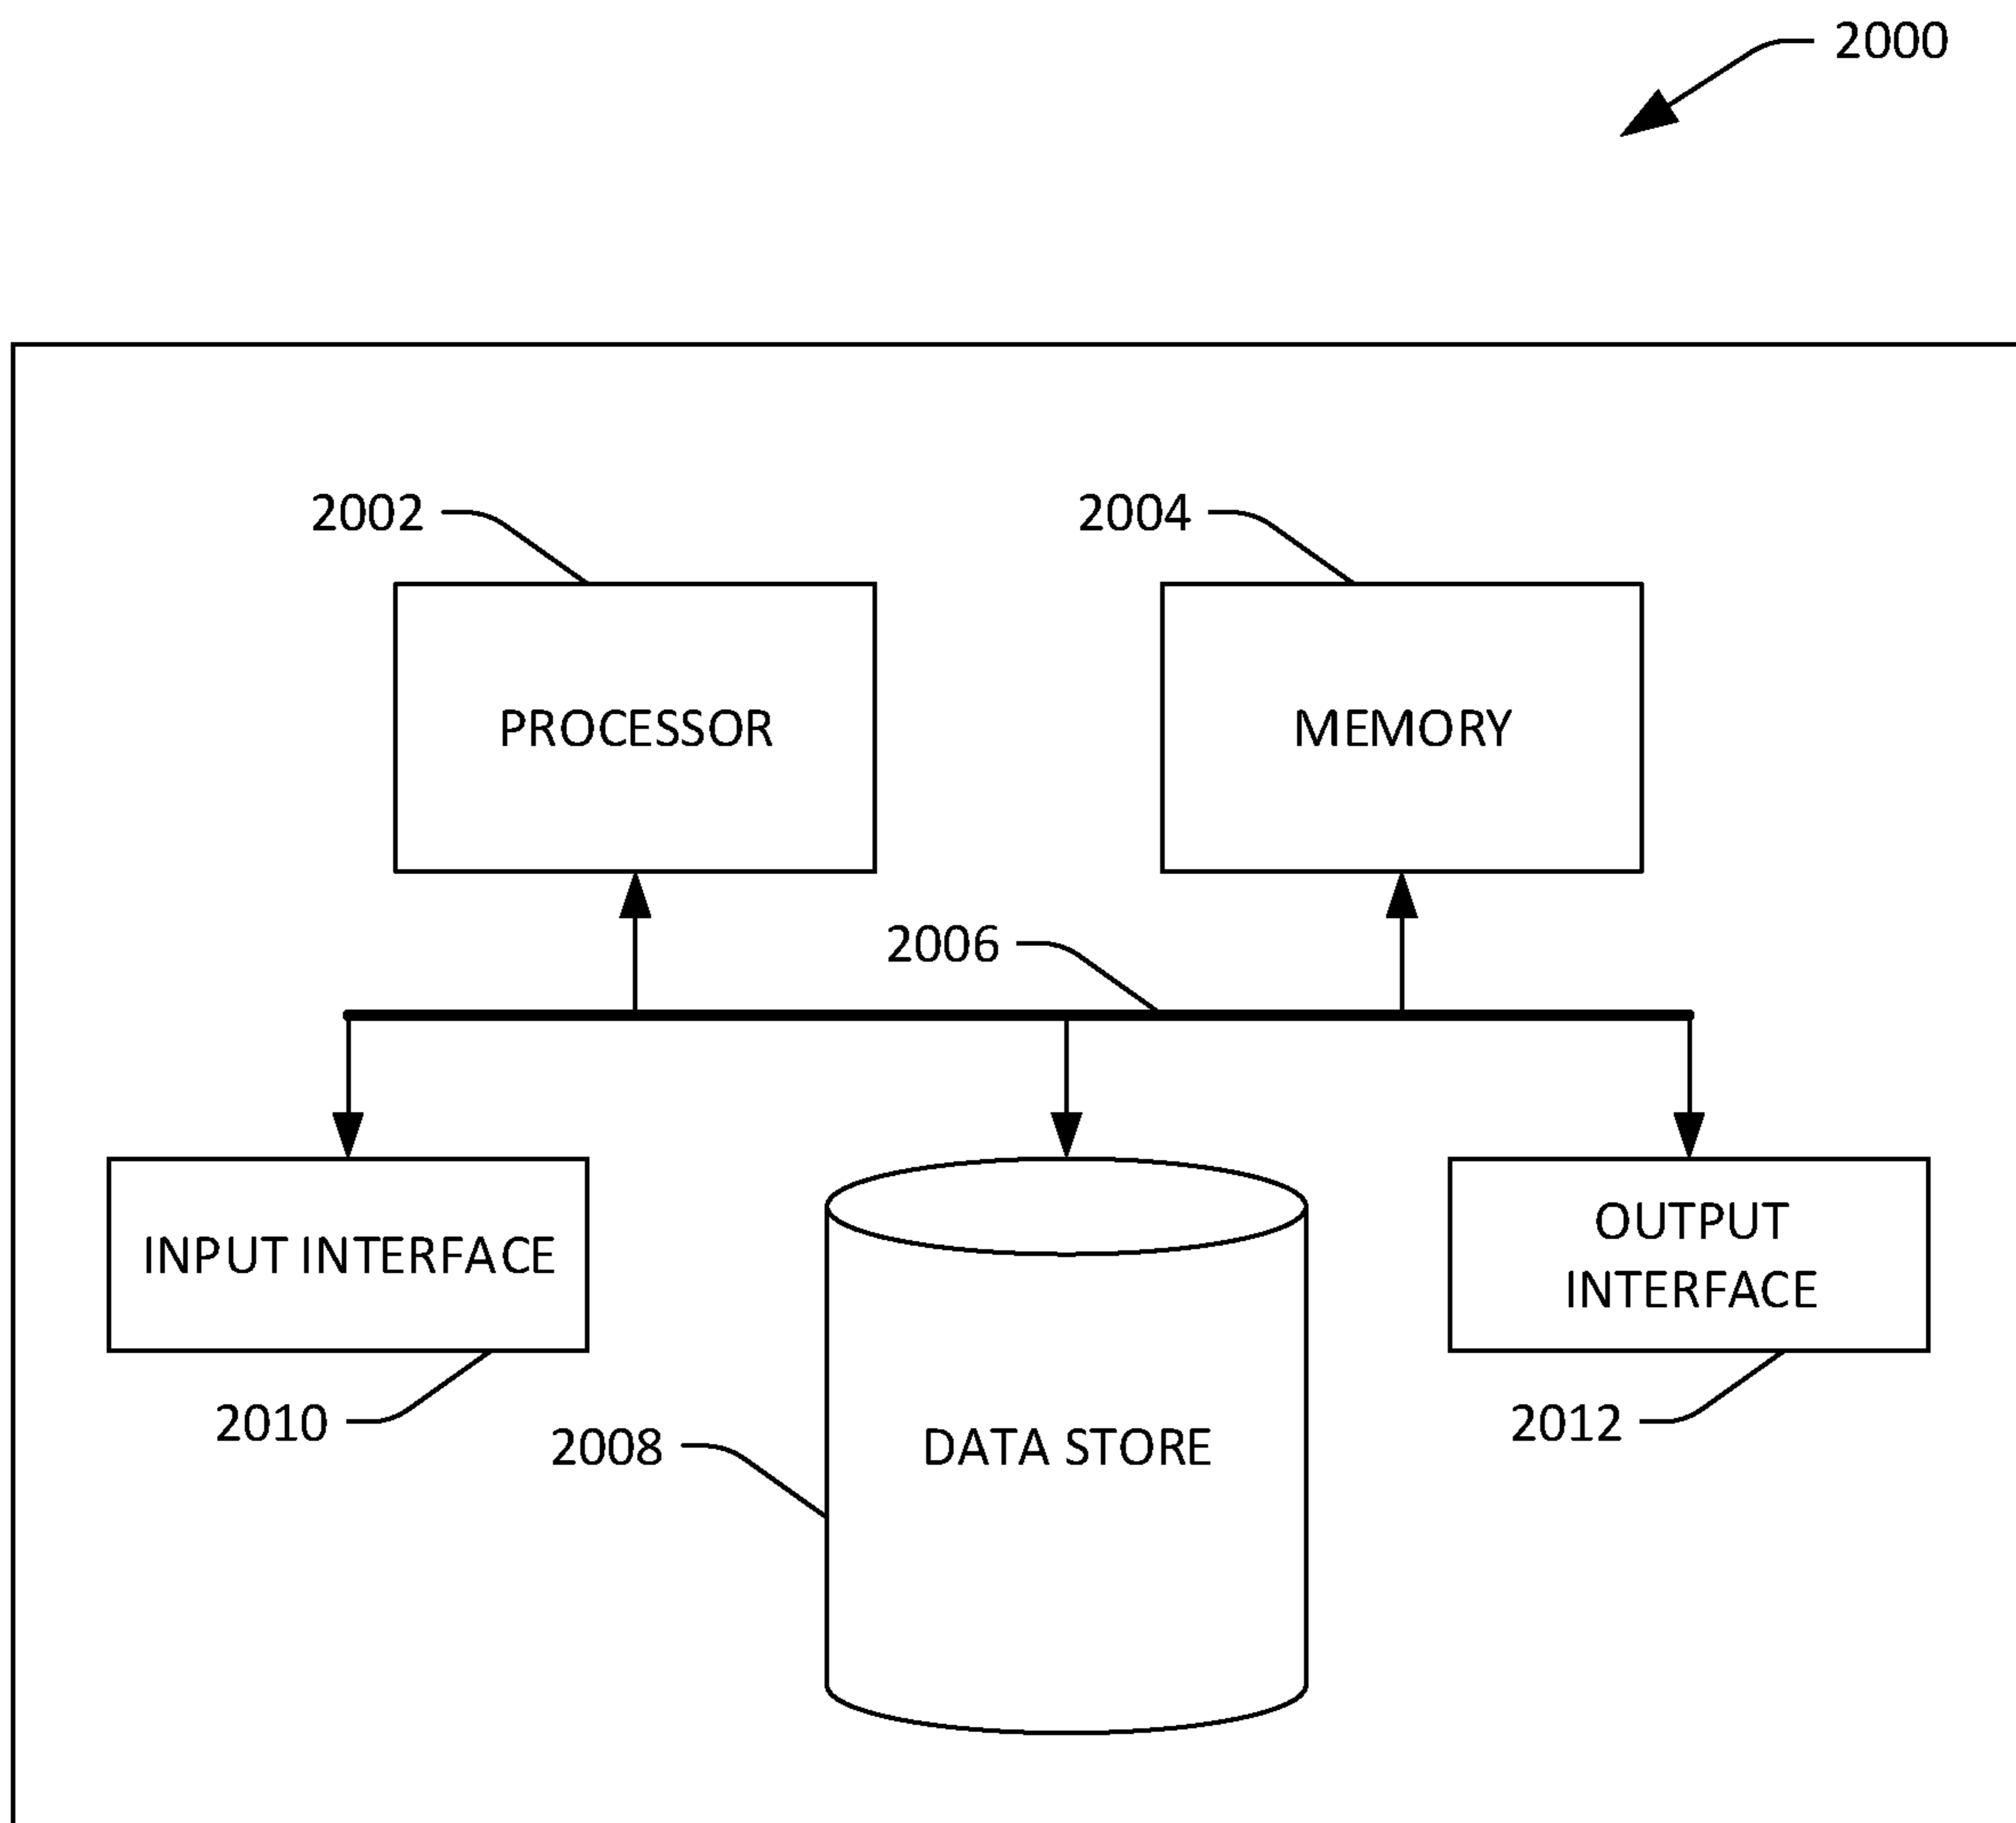 2000
2002
2004
PROCESSOR
MEMORY
2006
INPUT INTERFACE
OUTPUT
INTERFACE
2010
2008
DATA STORE
2012